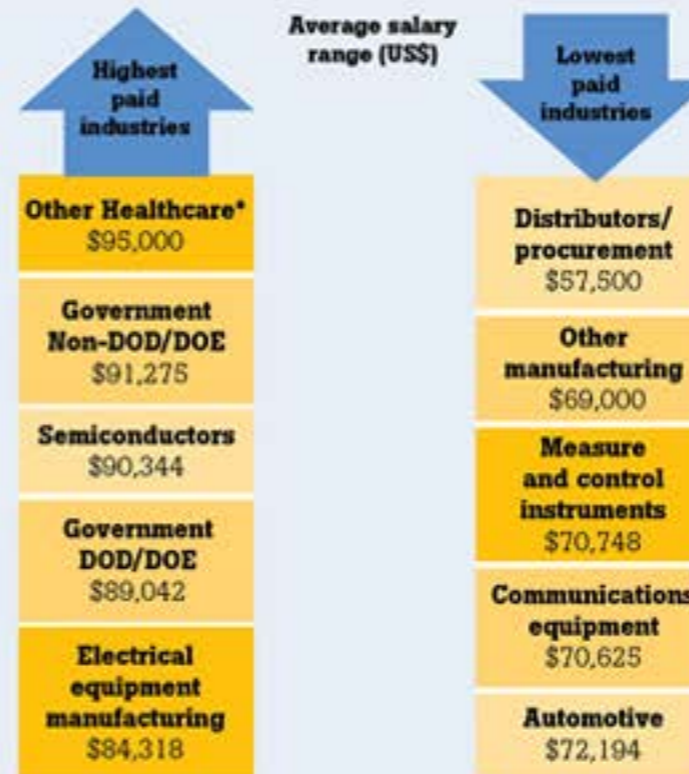 Average salary
range (US$)
Highest
paid
industries
Other Healthcare*
$95,000
Government
Non-DOD/DOE
$91,275
Semiconductors
$90,344
Government
DOD/DOE
$89,042
Electrical
equipment
manufacturing
$84,318
Lowest
paid
industries
Distributors/
procurement
$57,500
Other
manufacturing
$69,000
Measure
and control
instruments
$70,748
Communications
equipment
$70,625
Automotive
$72,194